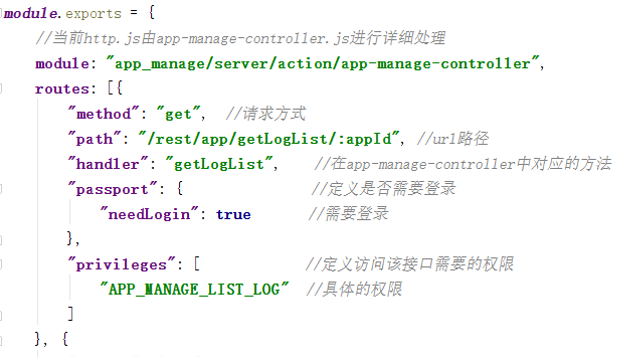 module.exports = {
//当前http.js由app-manage-controller.js进行详细处理
module: "app_manage/server/action/app-manage-controller",
routes: [{
"method": "get", //请求方式
"path": "/rest/app/getLogList/:appId", //url路径
"handler": "getLogList", //在app-manage-controller中对应的方法
"passport": { //定义是否需要登录
"needLogin": true //需要登录
},
"privileges": [ //定义访问该接口需要的权限
"APP_MANAGE_LIST_LOG" //具体的权限
]
}, {